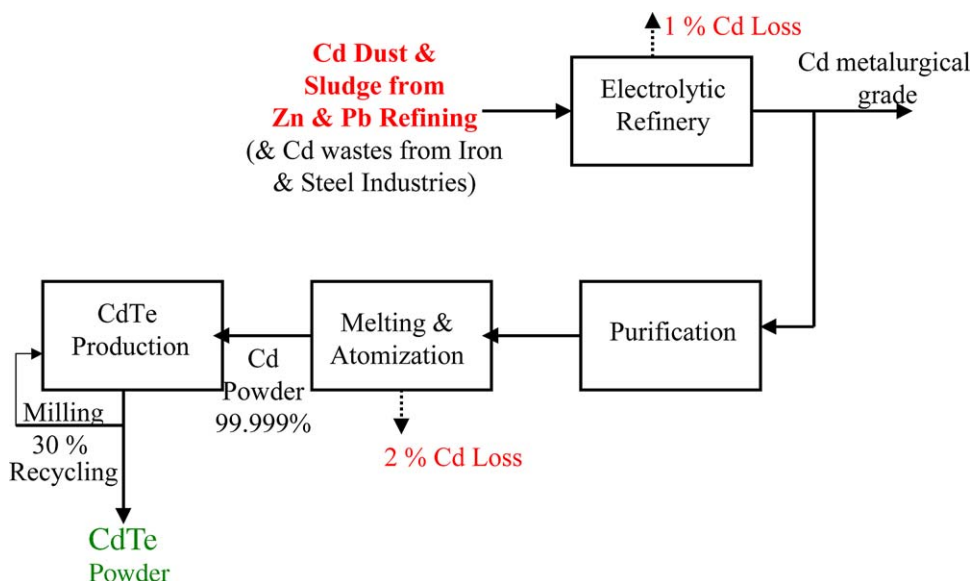 Cd Dust &
Sludge from
Zn & Pb Refining
(& Cd wastes from Iron
& Steel Industries)
1 % Cd Loss
Electrolytic
Refinery
Cd metalurgical
grade
CdTe
Production
Cd
Powder
99.999%
Melting &
Atomization
Purification
2 % Cd Loss
Milling
30 %
Recycling
CdTe
Powder